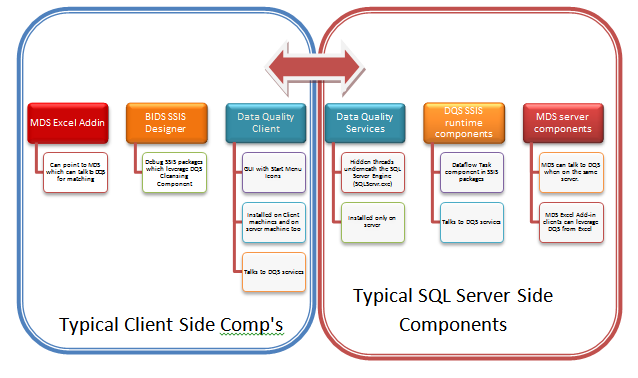 MDS Excel Addin
Can point to MDS
which can talk to DQS
for matching
BIDS SSIS
Designer
Debug SSIS packages
which leverage DQS
Cleansing
Component
Data Quality
Client
GUI with Start Menu
icons
Installed on Client
machines and on
server machine too
Talks to DQS services
Data Quality
Services
Hidden threads
underneath the SQL
Server Engine
(SQLServr.exe)
Installed only on
server
DQS SSIS
runtime
components
Dataflow Task
component in SSIS
packages
Talks to DQS services
MDS server
components
MDS can talk to DQS
when on the same
server.
MDS Excel Add-in
clients can leverage
DQS from Excel
Typical Client Side Comp's
Typical SQL Server Side
Components